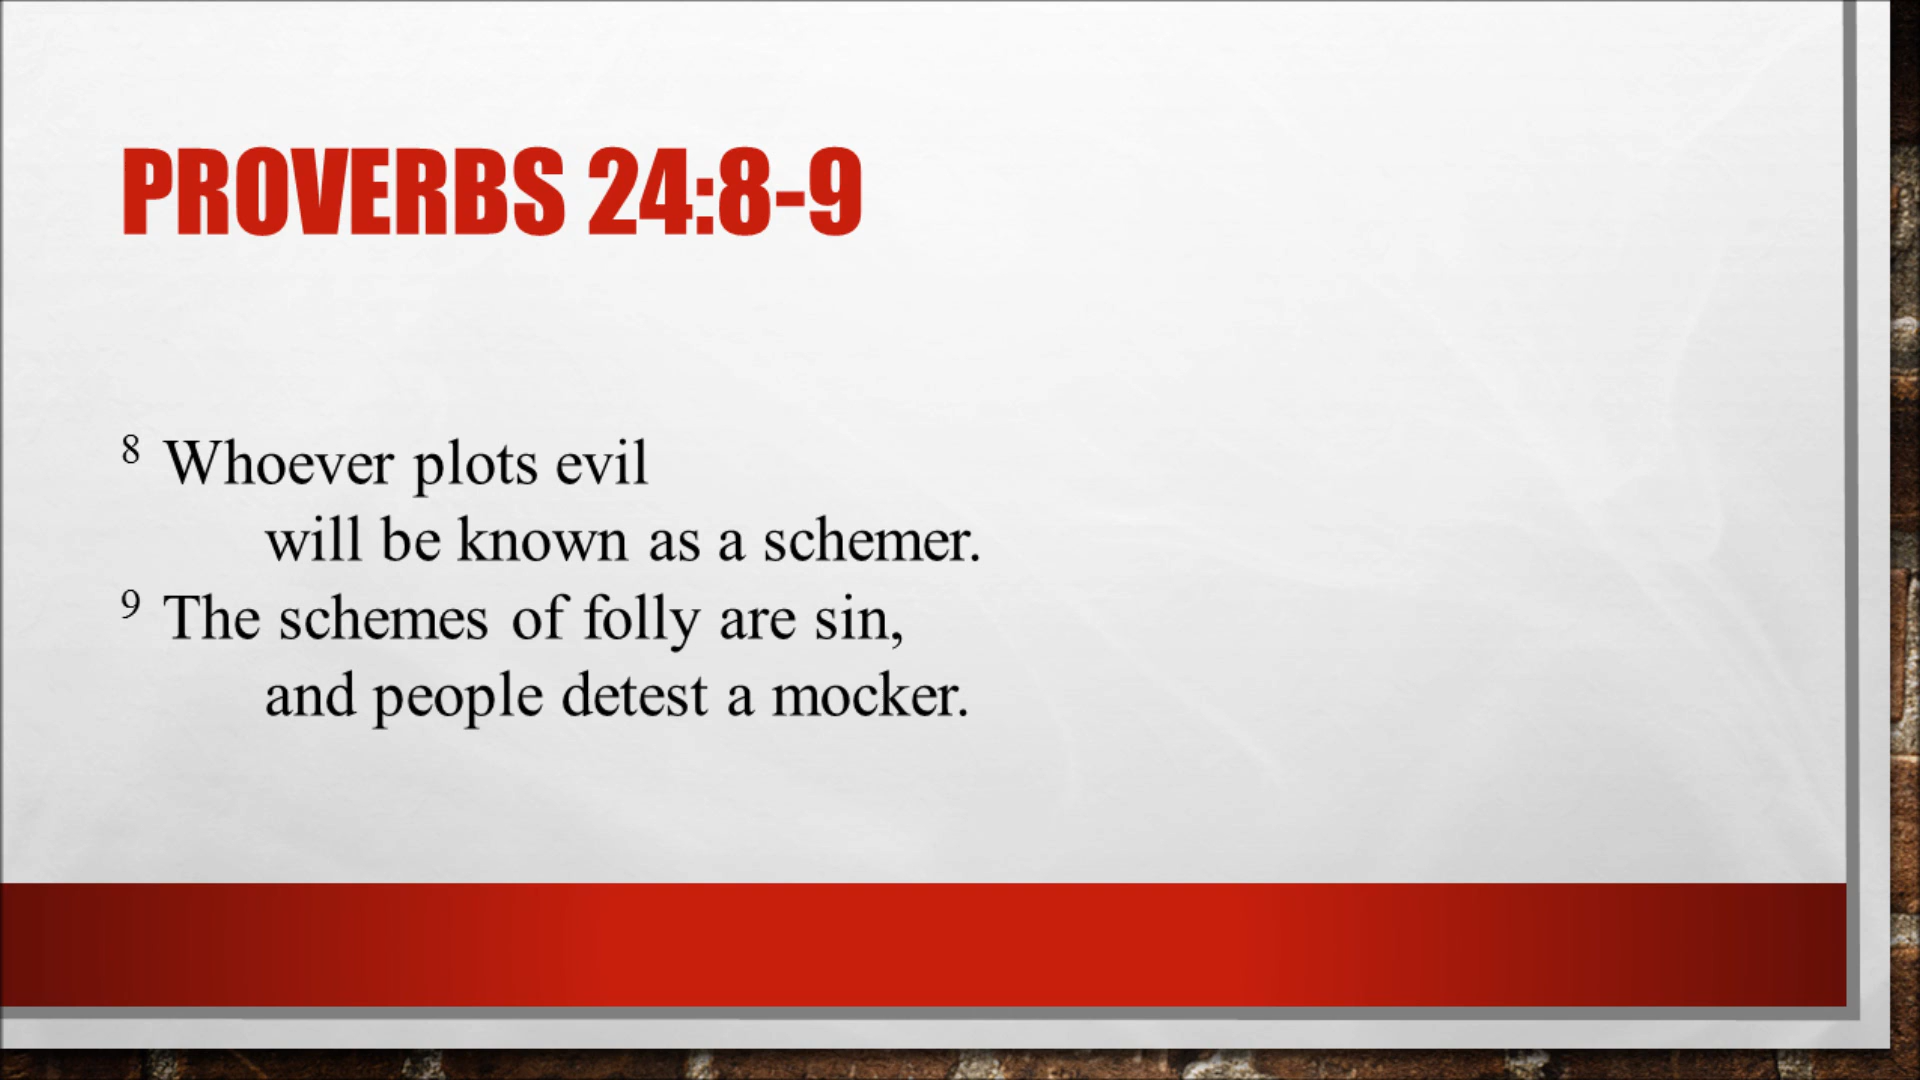 PROVERBS 24:8-9
8 Whoever plots evil
will be known as a schemer.
9 The schemes of folly are sin,
and people detest a mocker.